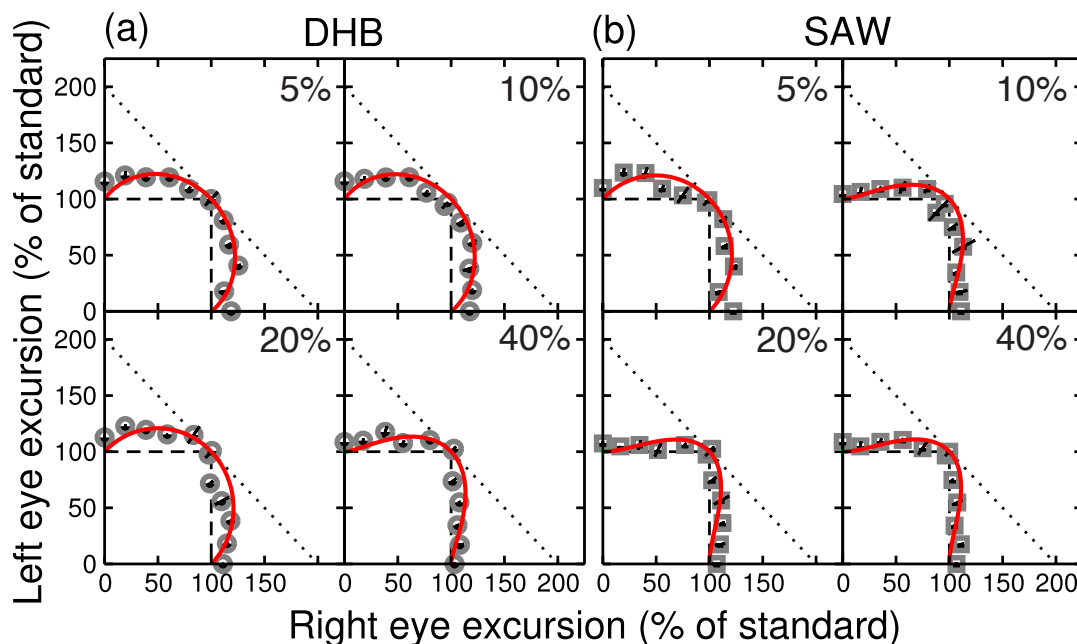 (a) DHB (b) SAW
Left eye excursion (% of standard)
200 5% 10% 5% 10%
150
100
50
0
200 20% 40% 20% 40%
150
100
50
0
0 50 100 150 0 50 100 150 200 0 50 100 150 0 50 100 150 200
Right eye excursion (% of standard)